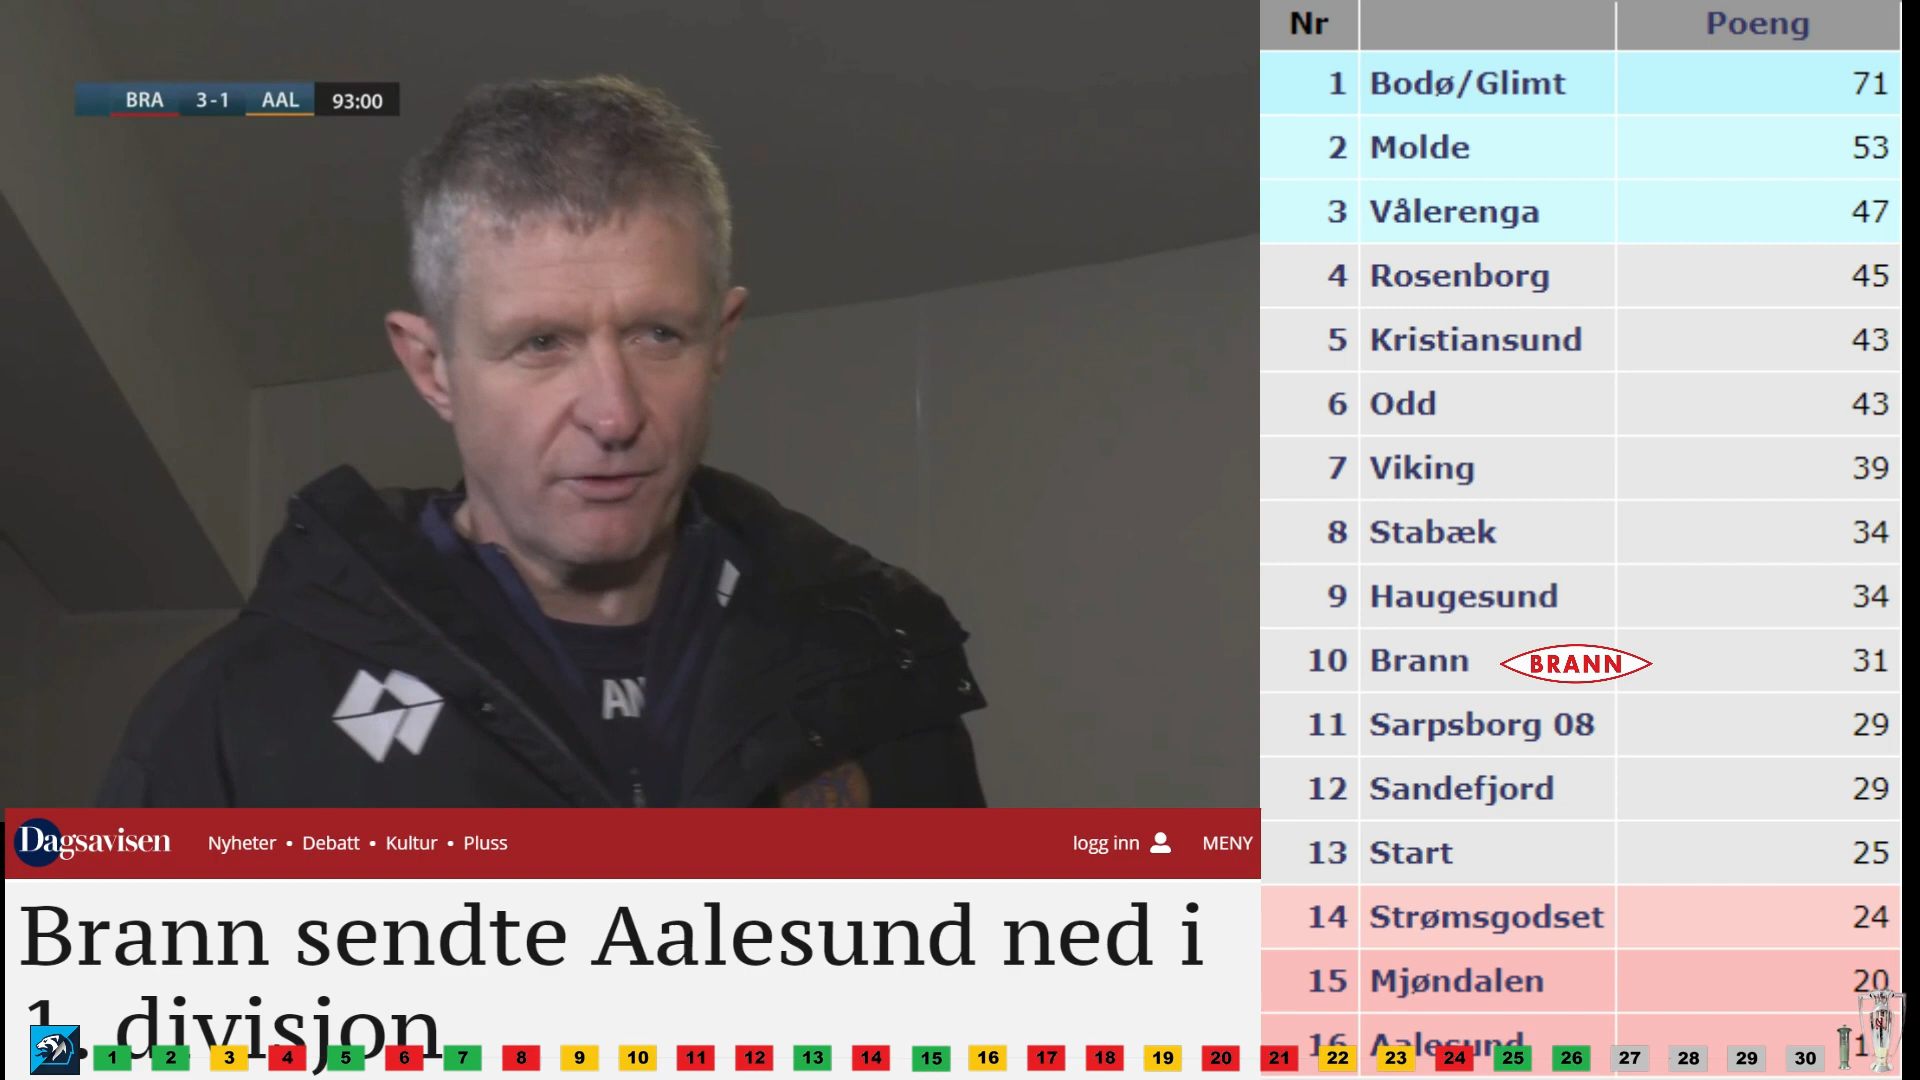 BRA 3-1 AAL 93:00
AN
Dagsavisen Nyheter • Debatt • Kultur • Pluss logg inn MENY
Brann sendte Aalesund ned i
1. divisjon
Nr Poeng
1 Bodø/Glimt 71
2 Molde 53
3 Vålerenga 47
4 Rosenborg 45
5 Kristiansund 43
6 Odd 43
7 Viking 39
8 Stabæk 34
9 Haugesund 34
10 Brann BRANN 31
11 Sarpsborg 08 29
12 Sandefjord 29
13 Start 25
14 Strømsgodset 24
15 Mjøndalen 20
16 Aalesund
1 2 3 4 5 6 7 8 9 10 11 12 13 14 15 16 17 18 19 20 21 22 23 24 25 26 27 28 29 30